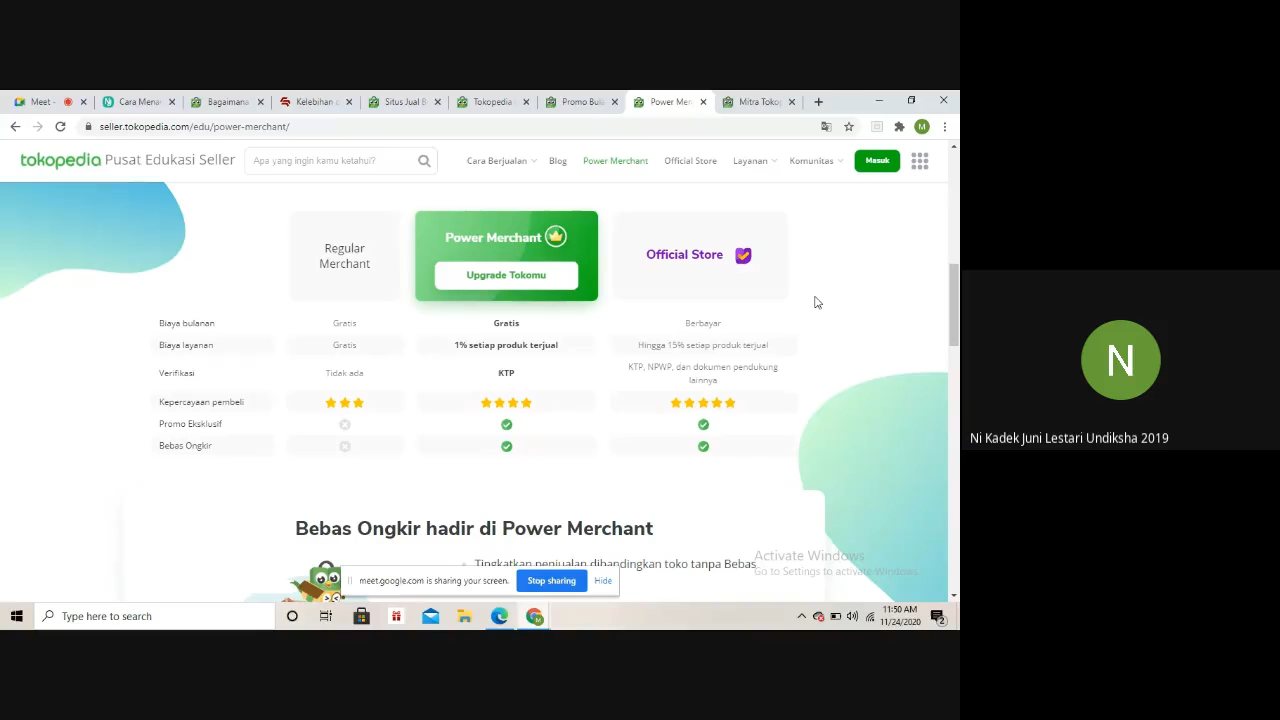 Meet -
Cara Mena
Bagaimana
Kelebihan
Situs Jual B
Tokopedia
Promo Bula
Power Mer
Mitra Tokop
seller.tokopedia.com/edu/power-merchant/
M
tokopedia Pusat Edukasi Seller
Apa yang ingin kamu ketahui?
Cara Berjualan
Blog
Power Merchant
Official Store
Layanan
Komunitas
Masuk
Regular
Merchant
Power Merchant
Upgrade Tokomu
Official Store
Biaya bulanan Gratis Gratis Berbayar
Biaya layanan Gratis 1% setiap produk terjual Hingga 15% setiap produk terjual
Verifikasi Tidak ada KTP KTP, NPWP, dan dokumen pendukung
lainnya
Kepercayaan pembeli
Promo Eksklusif
Bebas Ongkir
Bebas Ongkir hadir di Power Merchant
Tingkatkan penjualan dibandingkan toko tanpa Bebas
Activate Windows
Go to Settings to activate Windows.
meet.google.com is sharing your screen.
Stop sharing
Hide
Type here to search
11:50 AM
11/24/2020
2
N
Ni Kadek Juni Lestari Undiksha 2019